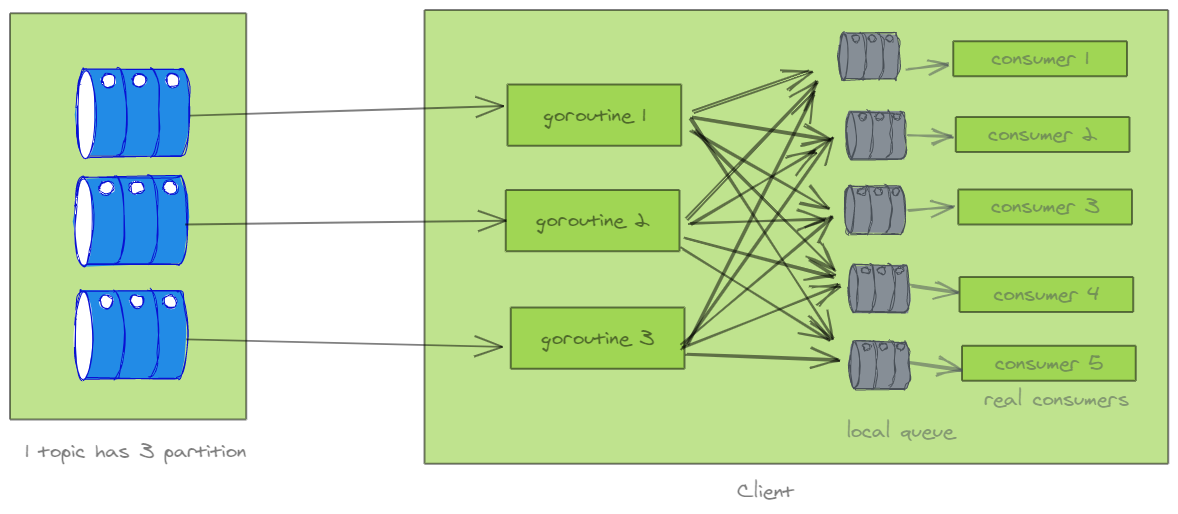 consumer 1
goroutine 1
consumer 2
goroutine 2
consumer 3
consumer 4
goroutine 3
consumer 5
real consumers
local queue
1 topic has 3 partition
Client